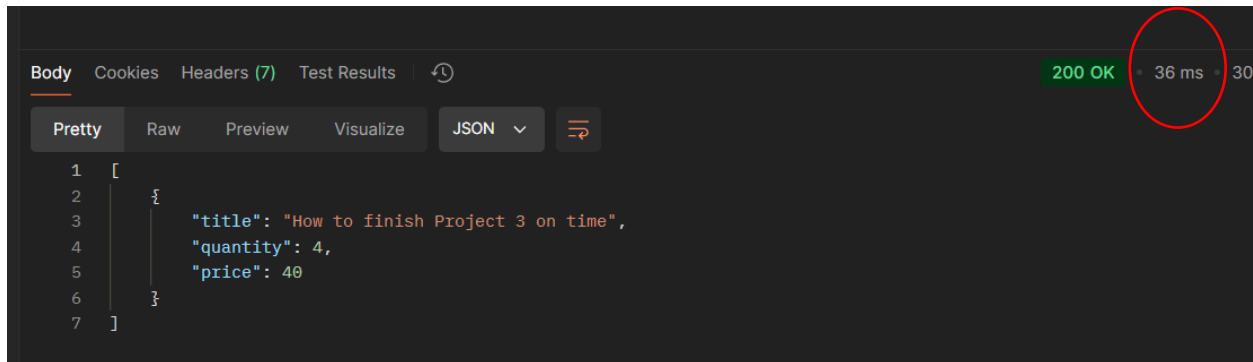 Body Cookies Headers (7) Test Results 200 OK • 36 ms • 30
Pretty Raw Preview Visualize JSON
1 [
2 {
3 "title": "How to finish Project 3 on time",
4 "quantity": 4,
5 "price": 40
6 }
7 ]